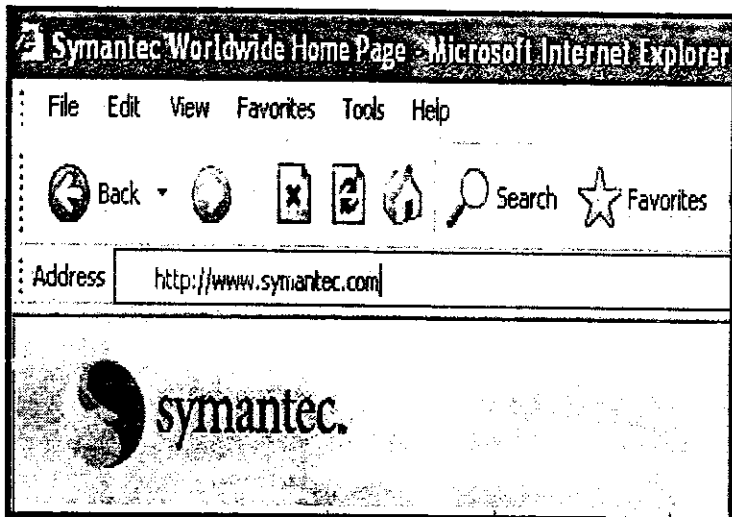 Symantec Worldwide Home Page - Microsoft Internet Explorer
File Edit View Favorites Tools Help
Back Search Favorites
Address http://www.symantec.com
symantec.